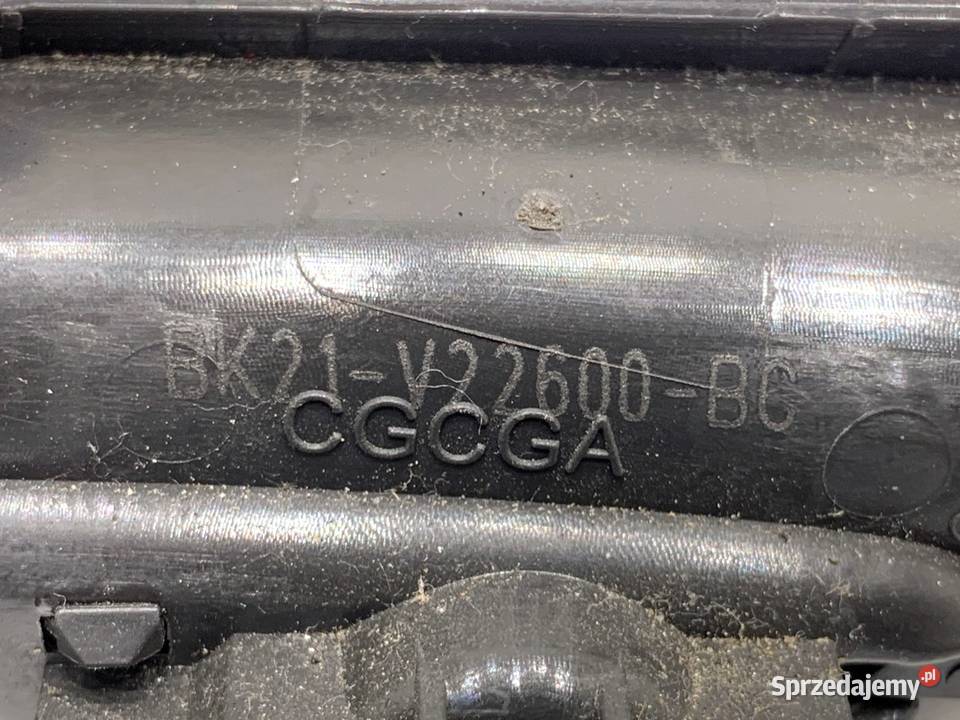 BK21-V22600-BC
CGCGA
Sprzedajemy.pl